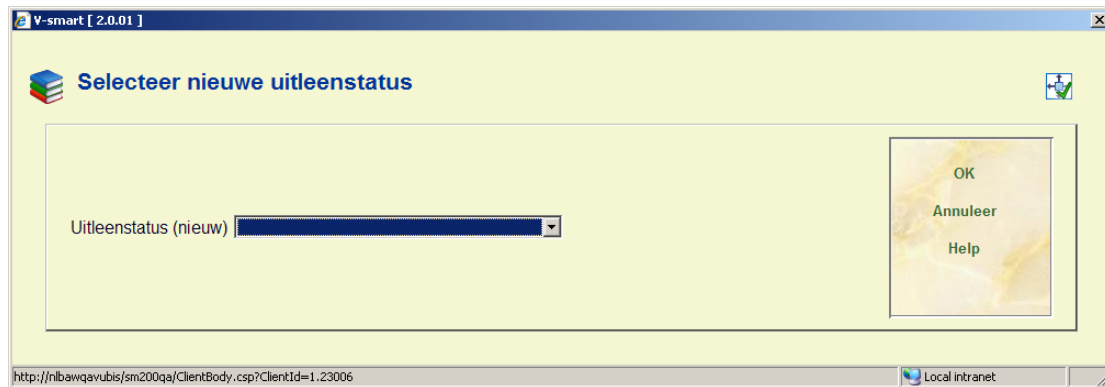 V-smart [ 2.0.01 ]
Selecteer nieuwe uitleenstatus
OK
Annuleer
Uitleenstatus (nieuw)
Help
http://nlbawqavubis/sm200qa/ClientBody.csp?ClientId=1.23006
Local intranet